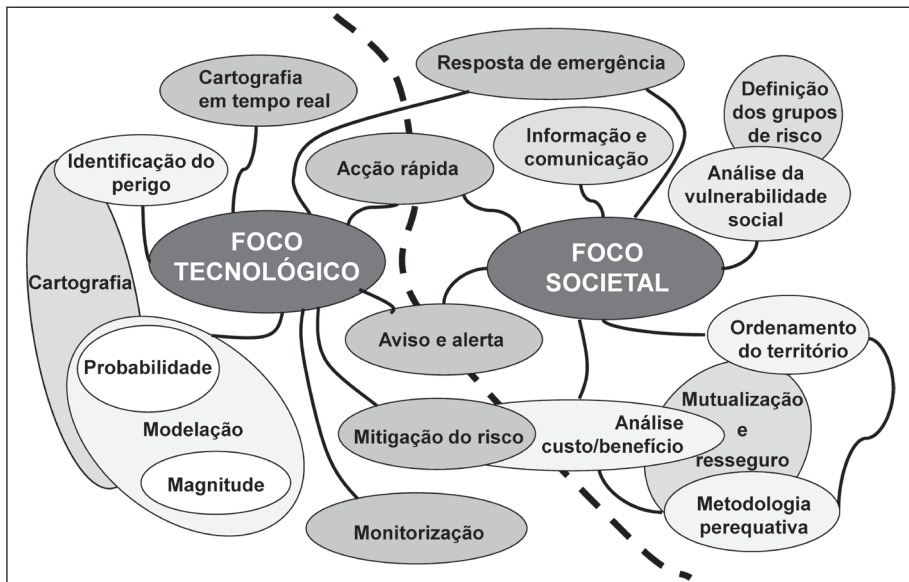 Resposta de emergência
Cartografia
em tempo real
Definição
dos grupos
de risco
Informação e
comunicação
Identificação do
perigo
Acção rápida
Análise da
vulnerabilidade
social
FOCO
TECNOLÓGICO
FOCO
SOCIETAL
Cartografia
Aviso e alerta
Ordenamento
do território
Probabilidade
Modelação
Magnitude
Mitigação do risco
Análise
custo/benefício
Mutualização
e
resseguro
Metodologia
perequativa
Monitorização